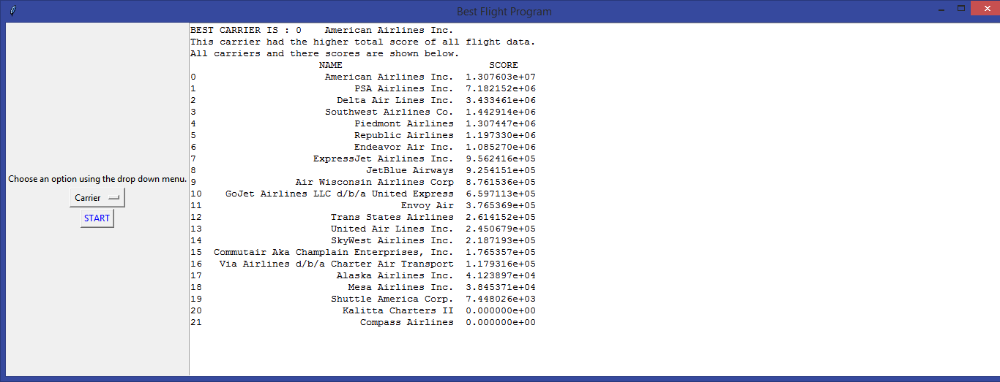 Best Flight Program
Choose an option using the drop down menu.
Carrier
START
BEST CARRIER IS : 0    American Airlines Inc.
This carrier had the higher total score of all flight data.
All carriers and there scores are shown below.
NAME SCORE
0 American Airlines Inc. 1.307603e+07
1 PSA Airlines Inc. 7.182152e+06
2 Delta Air Lines Inc. 3.433461e+06
3 Southwest Airlines Co. 1.442914e+06
4 Piedmont Airlines 1.307447e+06
5 Republic Airlines 1.197330e+06
6 Endeavor Air Inc. 1.085270e+06
7 ExpressJet Airlines Inc. 9.562416e+05
8 JetBlue Airways 9.254151e+05
9 Air Wisconsin Airlines Corp 8.761536e+05
10 GoJet Airlines LLC d/b/a United Express 6.597113e+05
11 Envoy Air 3.765369e+05
12 Trans States Airlines 2.614152e+05
13 United Air Lines Inc. 2.450679e+05
14 SkyWest Airlines Inc. 2.187193e+05
15 Commutair Aka Champlain Enterprises, Inc. 1.765357e+05
16 Via Airlines d/b/a Charter Air Transport 1.179316e+05
17 Alaska Airlines Inc. 4.123897e+04
18 Mesa Airlines Inc. 3.845371e+04
19 Shuttle America Corp. 7.448026e+03
20 Kalitta Charters II 0.000000e+00
21 Compass Airlines 0.000000e+00